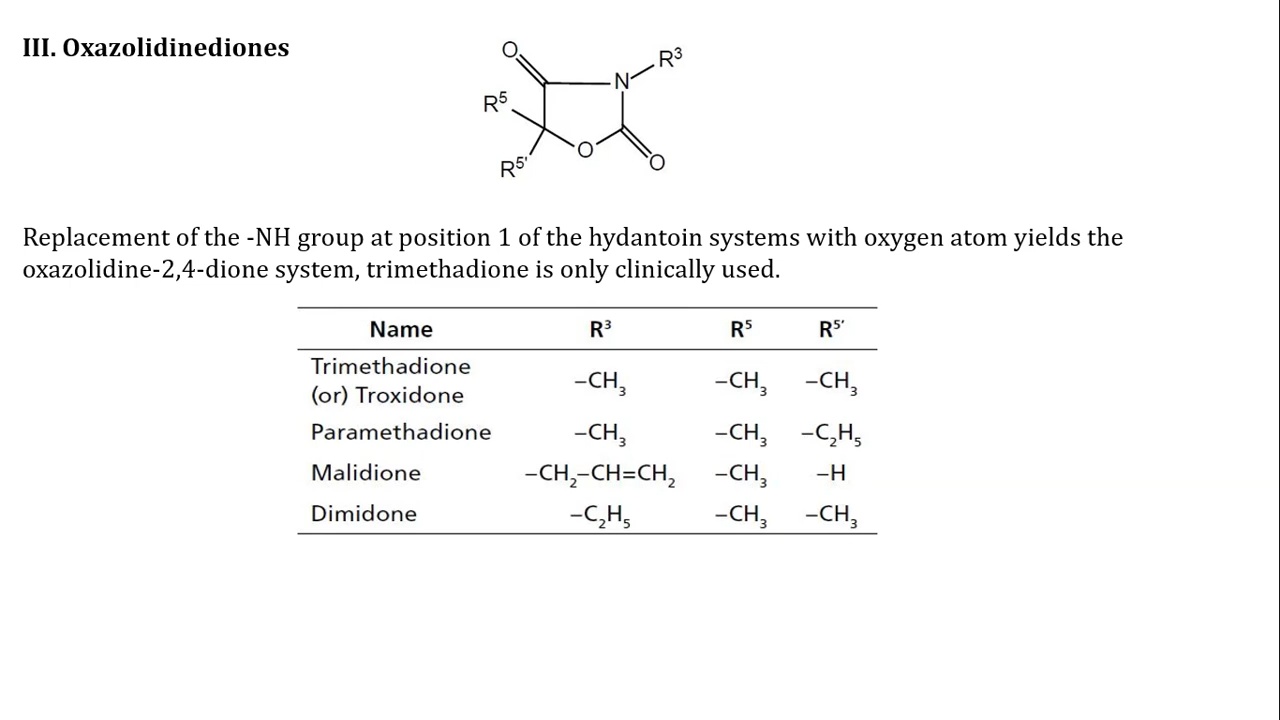 III. Oxazolidinediones
O
N
R³
R⁵
R⁵'
O
O
Replacement of the -NH group at position 1 of the hydantoin systems with oxygen atom yields the
oxazolidine-2,4-dione system, trimethadione is only clinically used.
Name R³ R⁵ R⁵′
Trimethadione
(or) Troxidone –CH₃ –CH₃ –CH₃
Paramethadione –CH₃ –CH₃ –C₂H₅
Malidione –CH₂–CH=CH₂ –CH₃ –H
Dimidone –C₂H₅ –CH₃ –CH₃